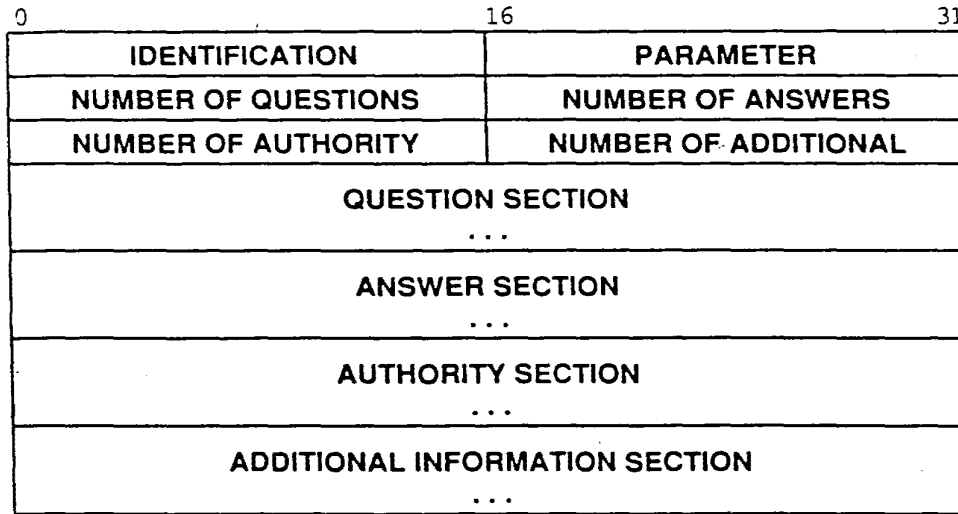 0 16 31
IDENTIFICATION PARAMETER
NUMBER OF QUESTIONS NUMBER OF ANSWERS
NUMBER OF AUTHORITY NUMBER OF ADDITIONAL
QUESTION SECTION
...
ANSWER SECTION
...
AUTHORITY SECTION
...
ADDITIONAL INFORMATION SECTION
...